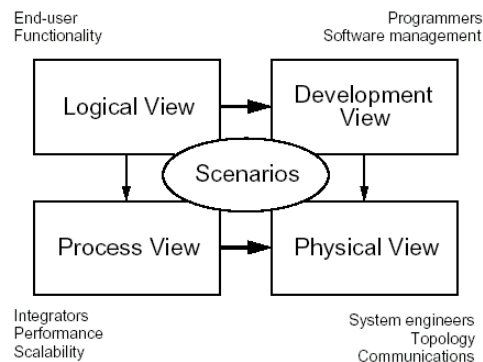 End-user
Functionality
Programmers
Software management
Logical View
Development
View
Scenarios
Process View
Physical View
Integrators
Performance
Scalability
System engineers
Topology
Communications